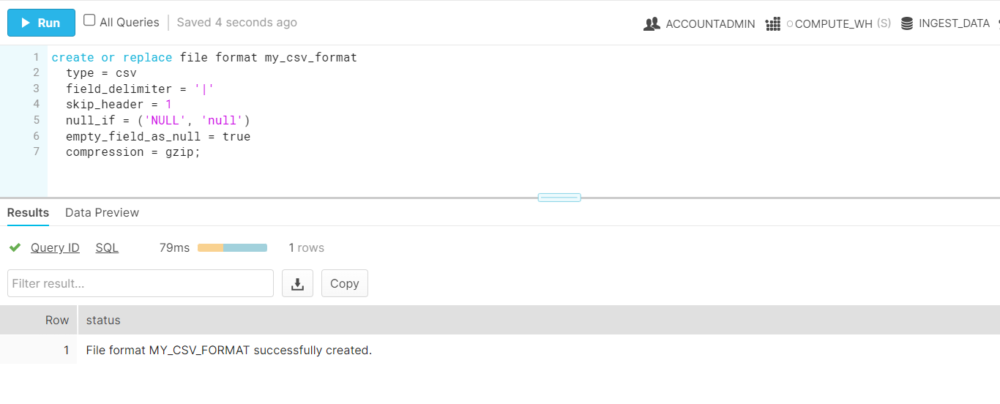 Run All Queries Saved 4 seconds ago ACCOUNTADMIN COMPUTE_WH (S) INGEST_DATA
1 create or replace file format my_csv_format
2 type = csv
3 field_delimiter = '|'
4 skip_header = 1
5 null_if = ('NULL', 'null')
6 empty_field_as_null = true
7 compression = gzip;
Results Data Preview
Query ID SQL 79ms 1 rows
Filter result... Copy
Row status
1 File format MY_CSV_FORMAT successfully created.